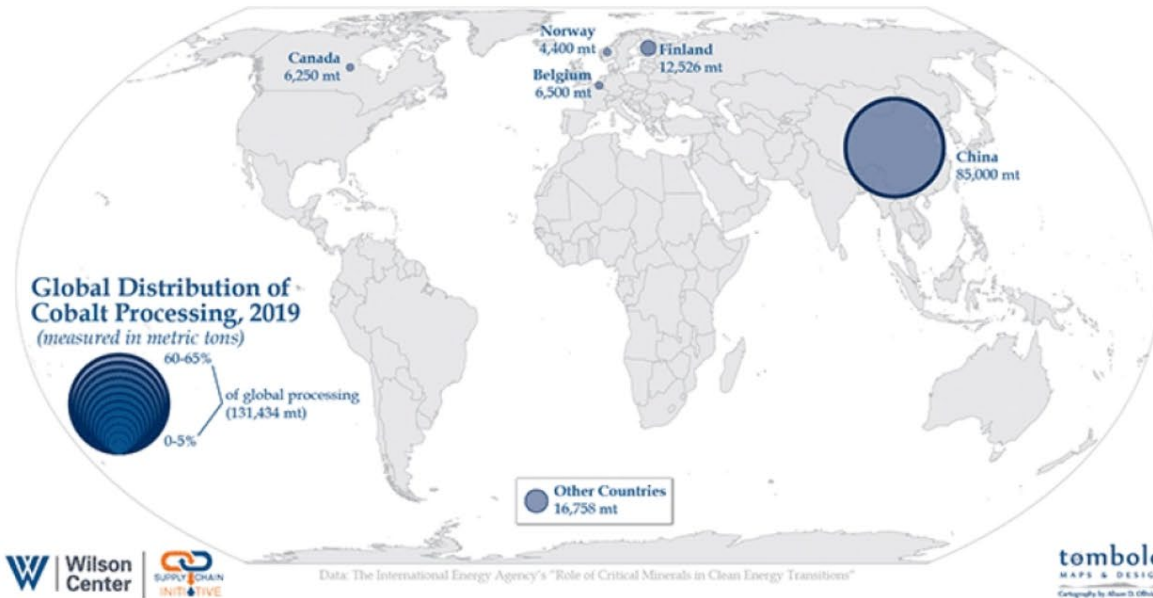 Norway
4,400 mt
Finland
12,526 mt
Canada
6,250 mt
Belgium
6,500 mt
China
85,000 mt
Global Distribution of
Cobalt Processing, 2019
(measured in metric tons)
60-65%
of global processing
(131,434 mt)
0-5%
Other Countries
16,758 mt
Wilson
Center
SUPPLY CHAIN
INITIATIVE
Data: The International Energy Agency's "Role of Critical Minerals in Clean Energy Transitions"
tombolo
MAPS & DESIGN
Cartography by Alison D.